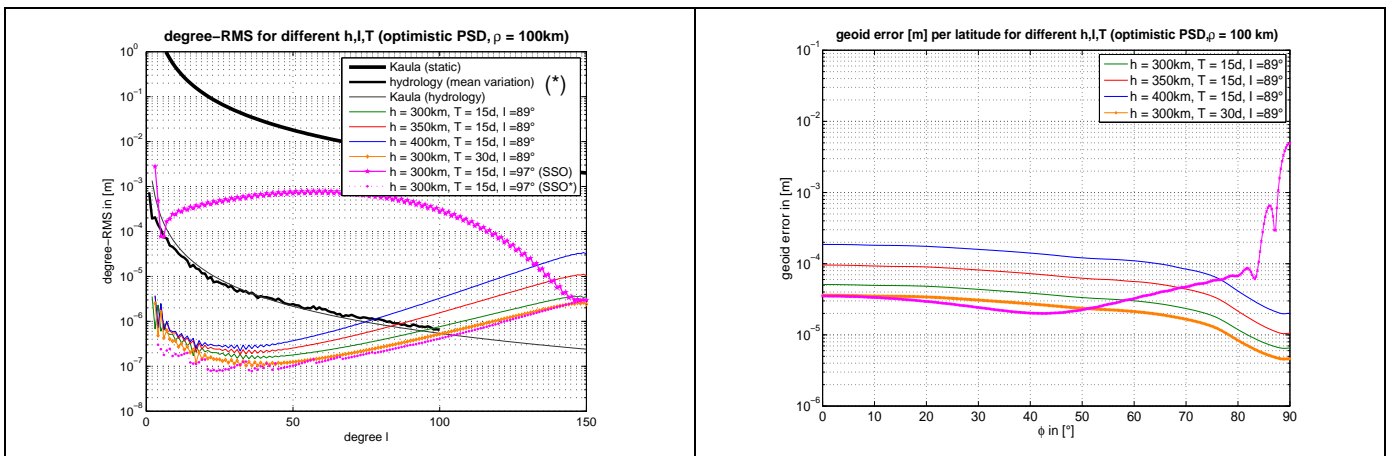 degree−RMS for different h,I,T (optimistic PSD, ρ = 100km)
10^0
10^−1
10^−2
10^−3
10^−4
10^−5
10^−6
10^−7
10^−8
degree−RMS in [m]
Kaula (static)
hydrology (mean variation) (*)
Kaula (hydrology)
h = 300km, T = 15d, I =89°
h = 350km, T = 15d, I =89°
h = 400km, T = 15d, I =89°
h = 300km, T = 30d, I =89°
h = 300km, T = 15d, I =97° (SSO)
h = 300km, T = 15d, I =97° (SSO*)
0 50 100 150
degree l
geoid error [m] per latitude for different h,I,T (optimistic PSD,ρ = 100 km)
10^−1
10^−2
10^−3
10^−4
10^−5
10^−6
geoid error in [m]
h = 300km, T = 15d, I =89°
h = 350km, T = 15d, I =89°
h = 400km, T = 15d, I =89°
h = 300km, T = 30d, I =89°
0 10 20 30 40 50 60 70 80 90
ϕ in [°]